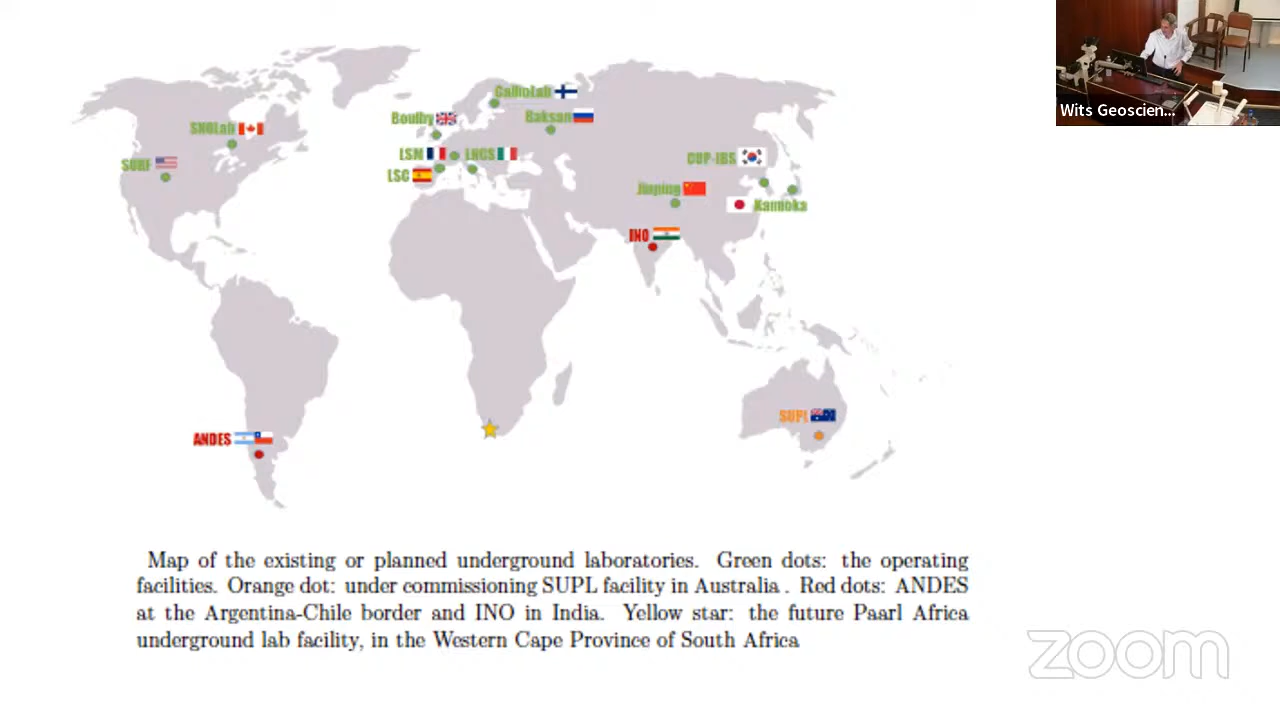 Wits Geoscien...
CallioLab
Baksan
Boulby
SNOLab
LSM
LNGS
CUP-IBS
SURF
LSC
Jinping
Kamioka
INO
SUPL
ANDES
Map of the existing or planned underground laboratories. Green dots: the operating
facilities. Orange dot: under commissioning SUPL facility in Australia . Red dots: ANDES
at the Argentina-Chile border and INO in India. Yellow star: the future Paarl Africa
underground lab facility, in the Western Cape Province of South Africa
zoom